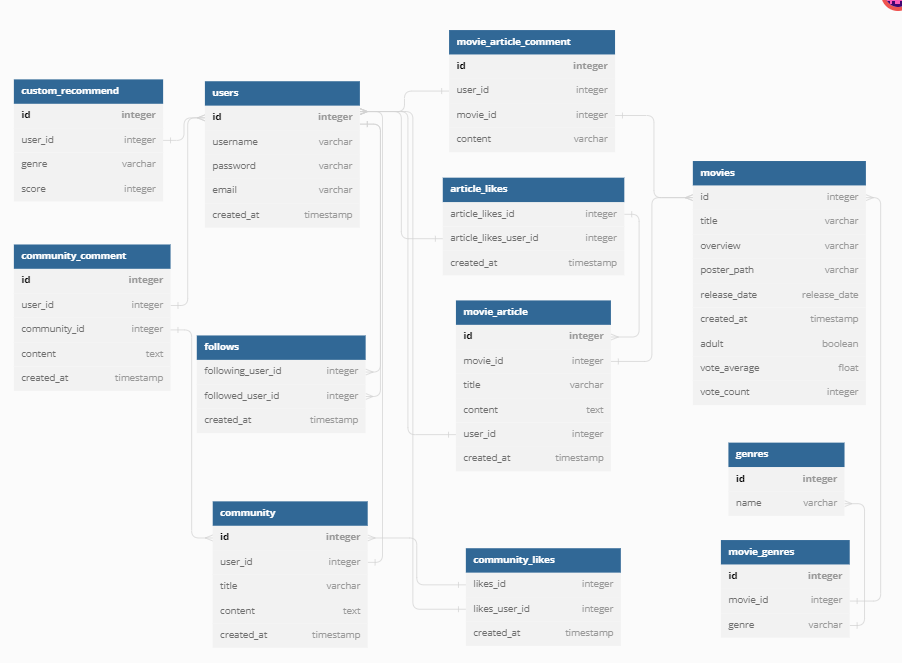 movie_article_comment
id integer
user_id integer
movie_id integer
content varchar
custom_recommend
id integer
user_id integer
genre varchar
score integer
users
id integer
username varchar
password varchar
email varchar
created_at timestamp
article_likes
article_likes_id integer
article_likes_user_id integer
created_at timestamp
movies
id integer
title varchar
overview varchar
poster_path varchar
release_date release_date
created_at timestamp
adult boolean
vote_average float
vote_count integer
community_comment
id integer
user_id integer
community_id integer
content text
created_at timestamp
follows
following_user_id integer
followed_user_id integer
created_at timestamp
movie_article
id integer
movie_id integer
title varchar
content text
user_id integer
created_at timestamp
genres
id integer
name varchar
community
id integer
user_id integer
title varchar
content text
created_at timestamp
community_likes
likes_id integer
likes_user_id integer
created_at timestamp
movie_genres
id integer
movie_id integer
genre varchar